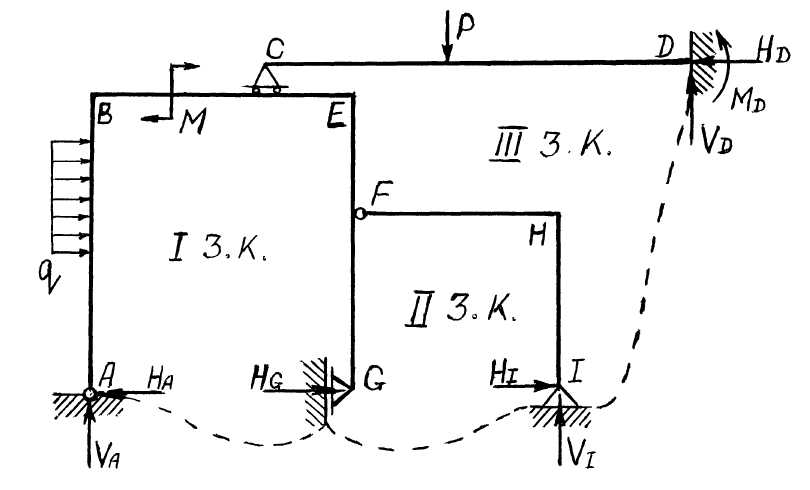 P
C
D
H_D
B
M
E
M_D
V_D
III З.К.
F
I З.К.
H
q
II З.К.
A
H_A
H_G
G
H_I
I
V_A
V_I